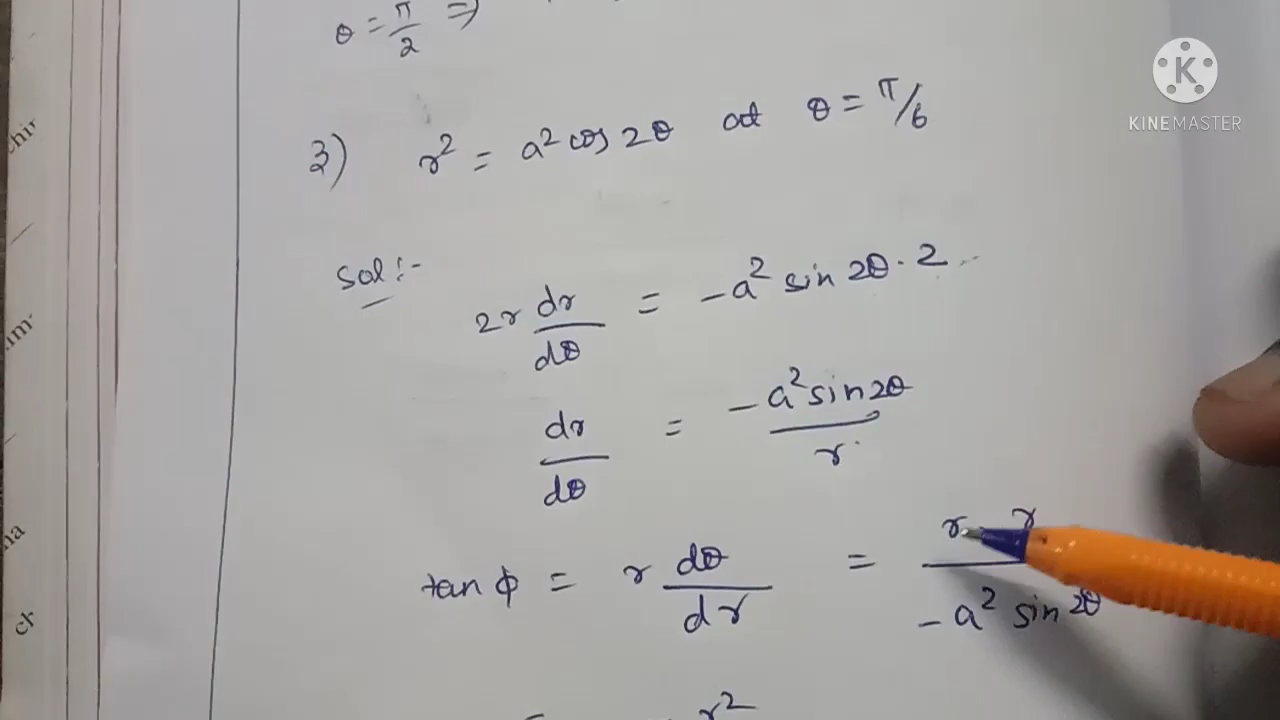 θ = π/2 ⇒
KINEMASTER
3) r² = a² cos 2θ at θ = π/6
Sol :-
2r dr/dθ = -a² sin 2θ · 2
dr/dθ = -a² sin 2θ / r
tan ϕ = r dθ/dr = r · r / -a² sin 2θ
r²